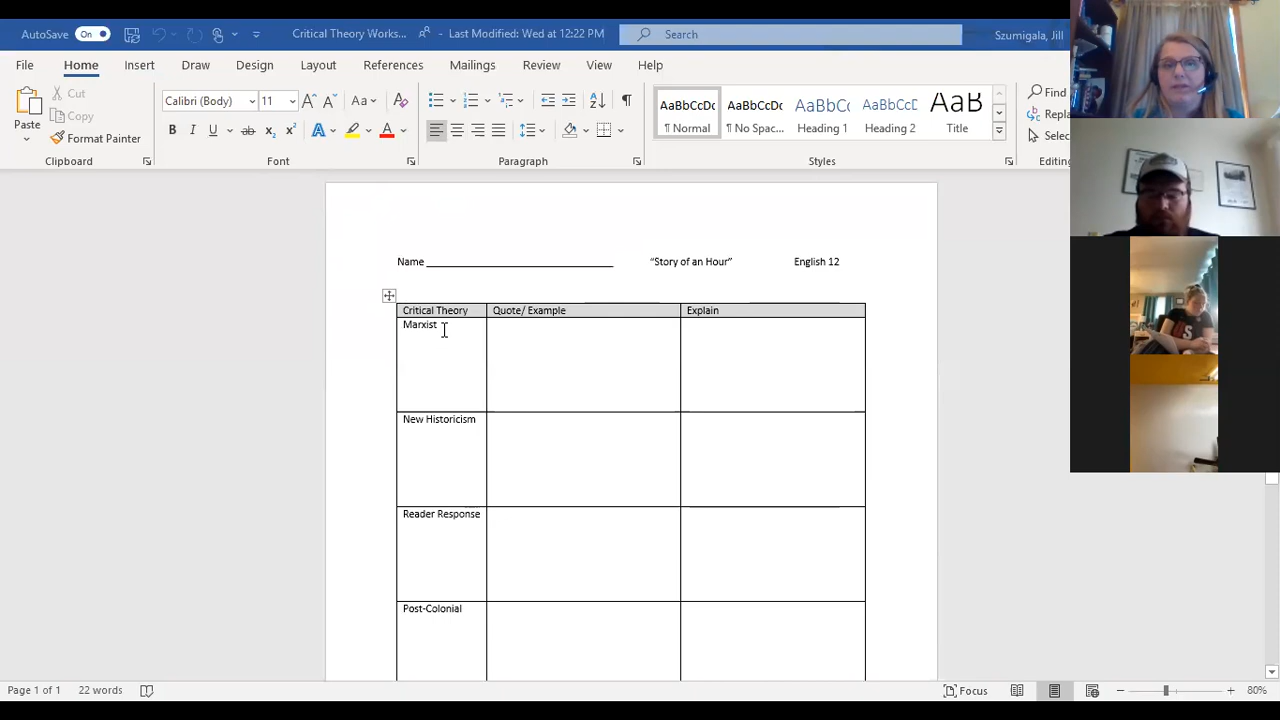 AutoSave On Critical Theory Works... - Last Modified: Wed at 12:22 PM Search Szumigala, Jill
File Home Insert Draw Design Layout References Mailings Review View Help
Paste Cut Copy Format Painter
Calibri (Body) 11
AaBbCcDc AaBbCcDc AaBbCc AaBbCcD AaB
¶ Normal ¶ No Spac... Heading 1 Heading 2 Title
Find
Repla
Selec
Clipboard Font Paragraph Styles Editing
Name ______ “Story of an Hour” English 12
Critical Theory Quote/ Example Explain
Marxist
New Historicism
Reader Response
Post-Colonial
Page 1 of 1 22 words Focus 80%